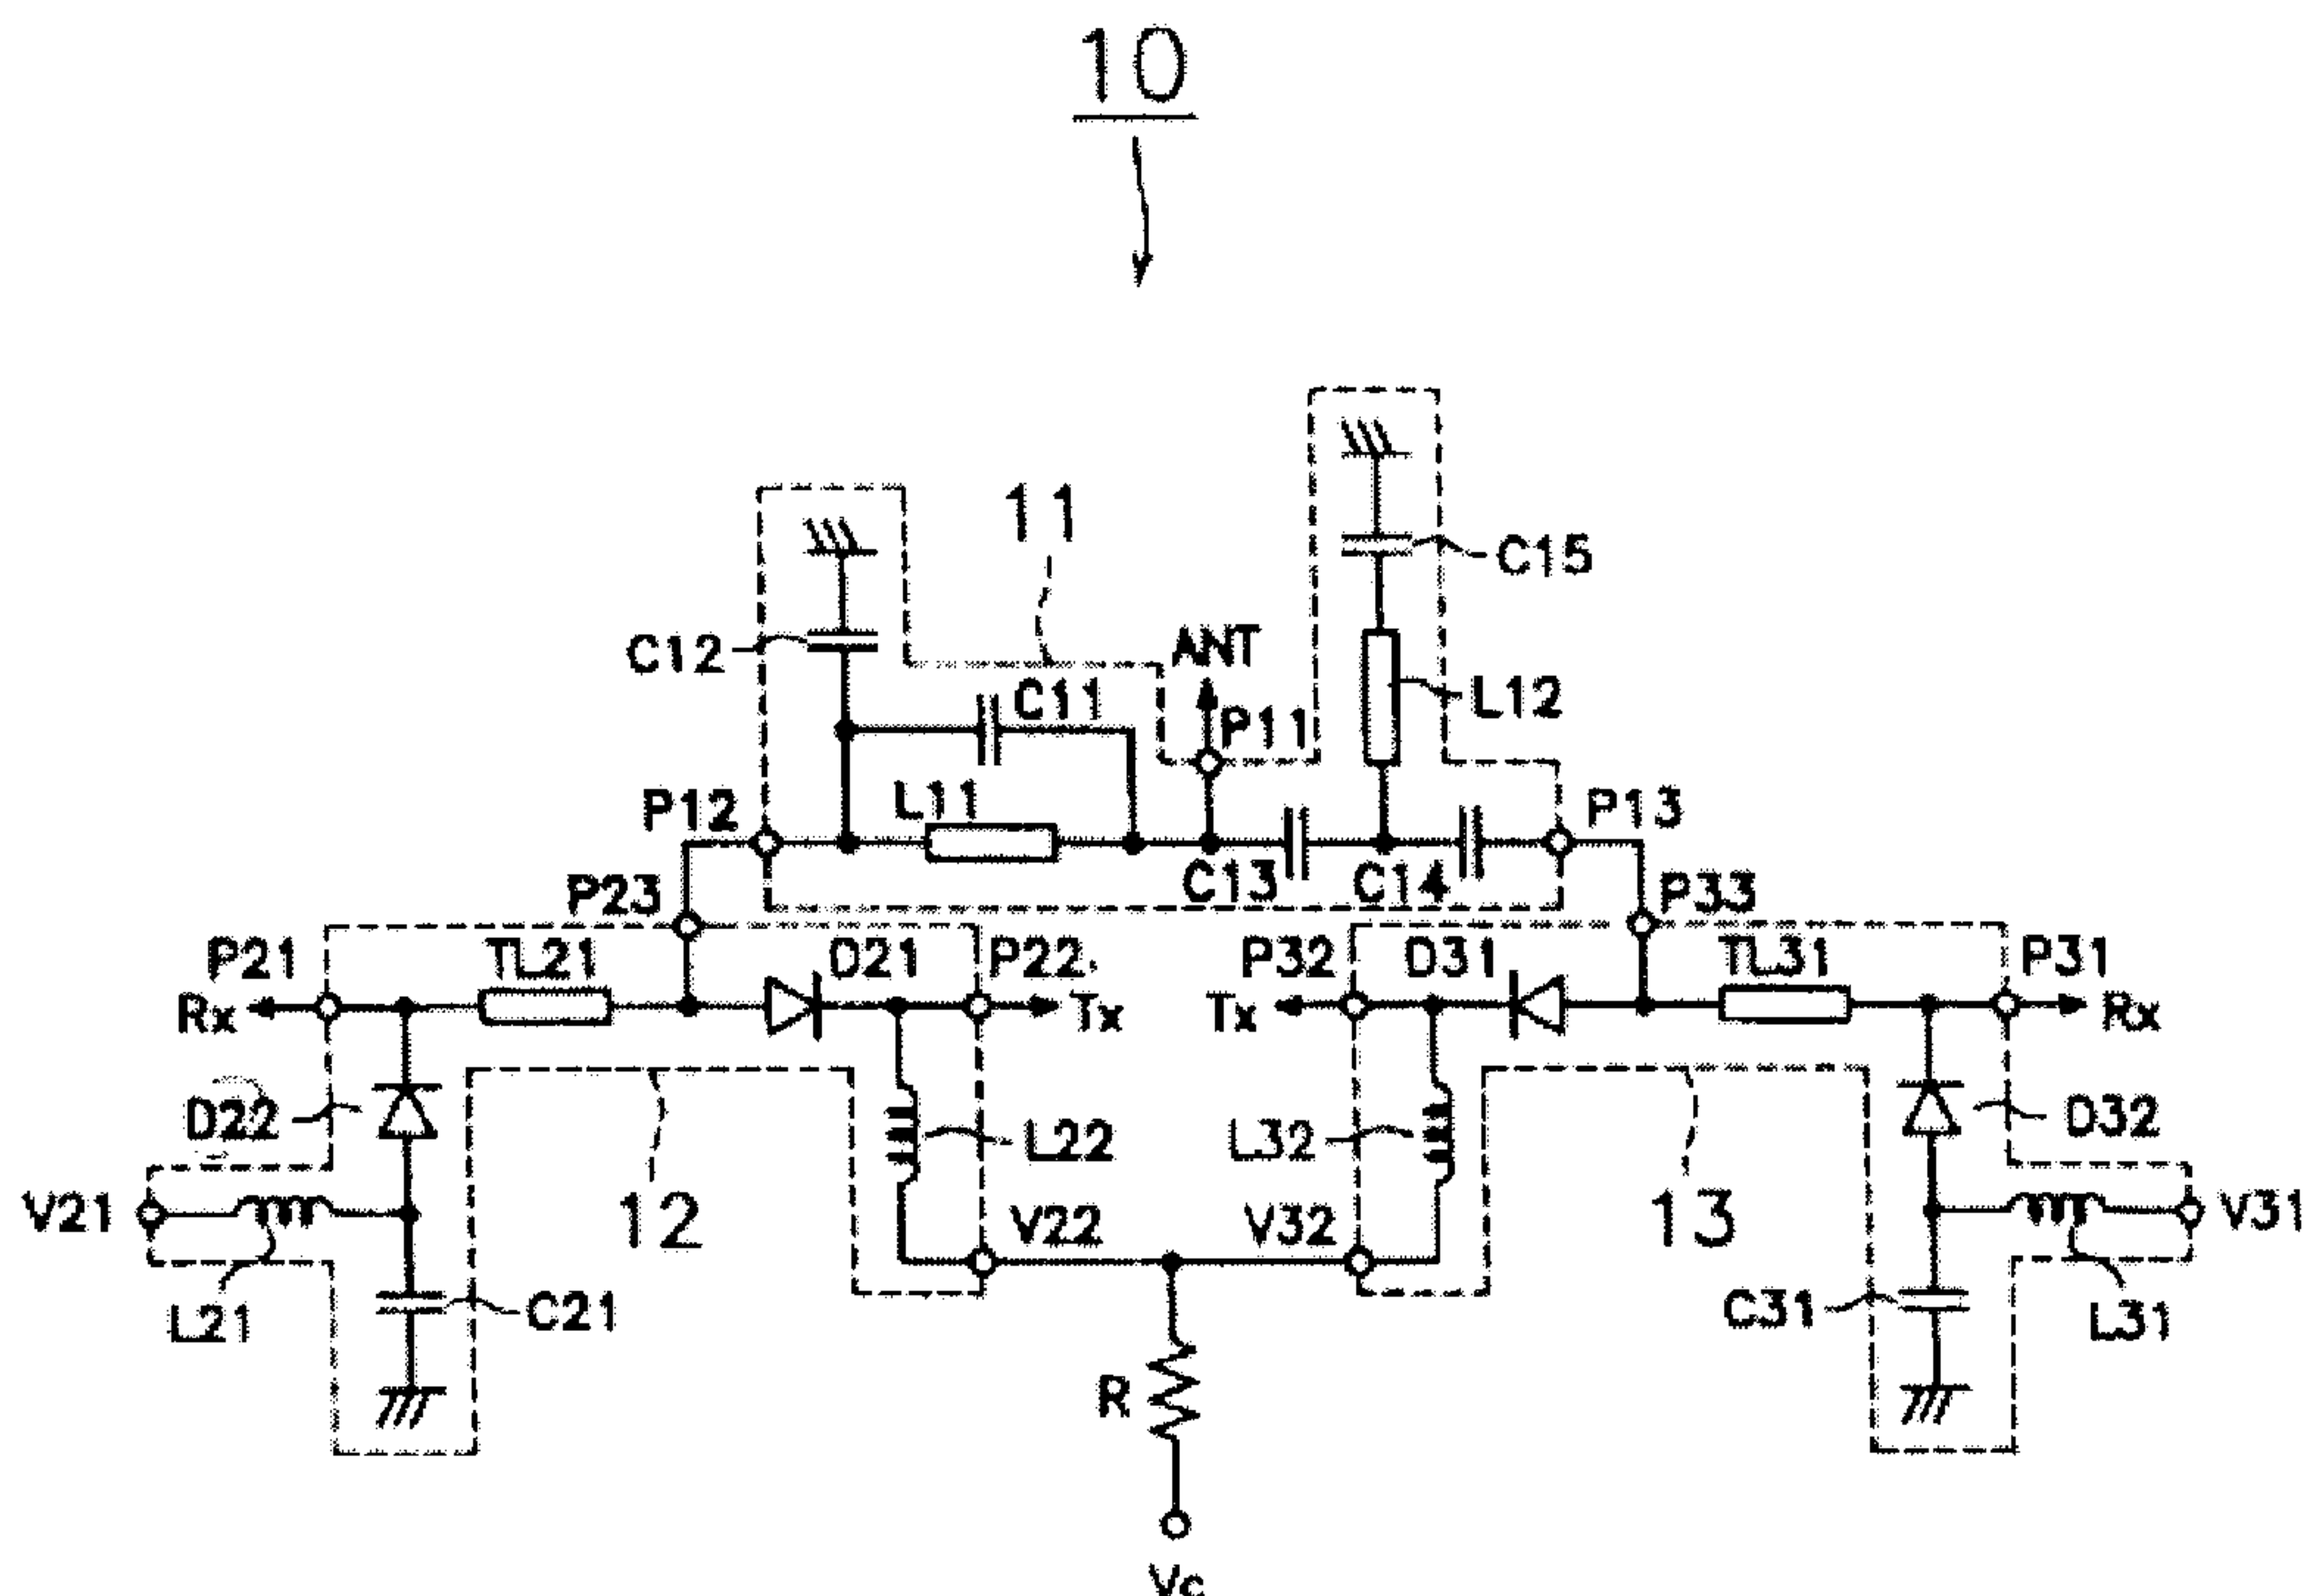 10
11
C15
C12
ANT
C11
P11
L12
L11
P12
P13
C13
C14
P23
P33
P21
TL21
D21
P22
P32
D31
TL31
P31
Rx
Tx
Tx
Rx
D22
L22
L32
D32
V21
12
V22
V32
13
V31
L21
C21
C31
L31
R
Vc